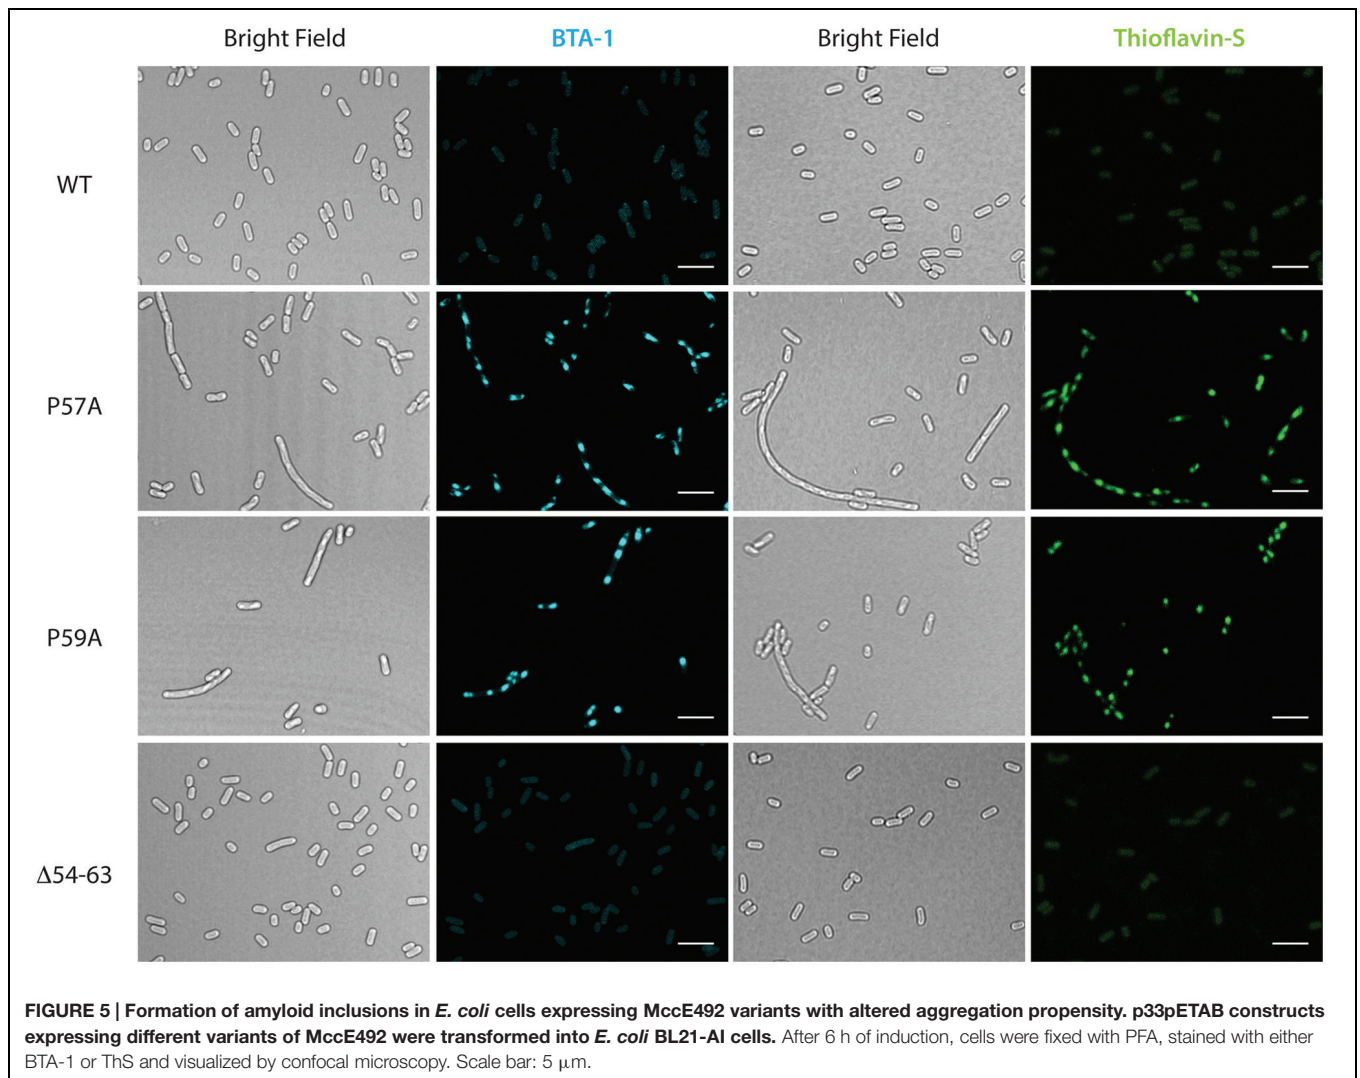 Bright Field BTA-1 Bright Field Thioflavin-S
WT
P57A
P59A
Δ54-63
FIGURE 5 | Formation of amyloid inclusions in E. coli cells expressing MccE492 variants with altered aggregation propensity. p33pETAB constructs
expressing different variants of MccE492 were transformed into E. coli BL21-AI cells. After 6 h of induction, cells were fixed with PFA, stained with either
BTA-1 or ThS and visualized by confocal microscopy. Scale bar: 5 μm.